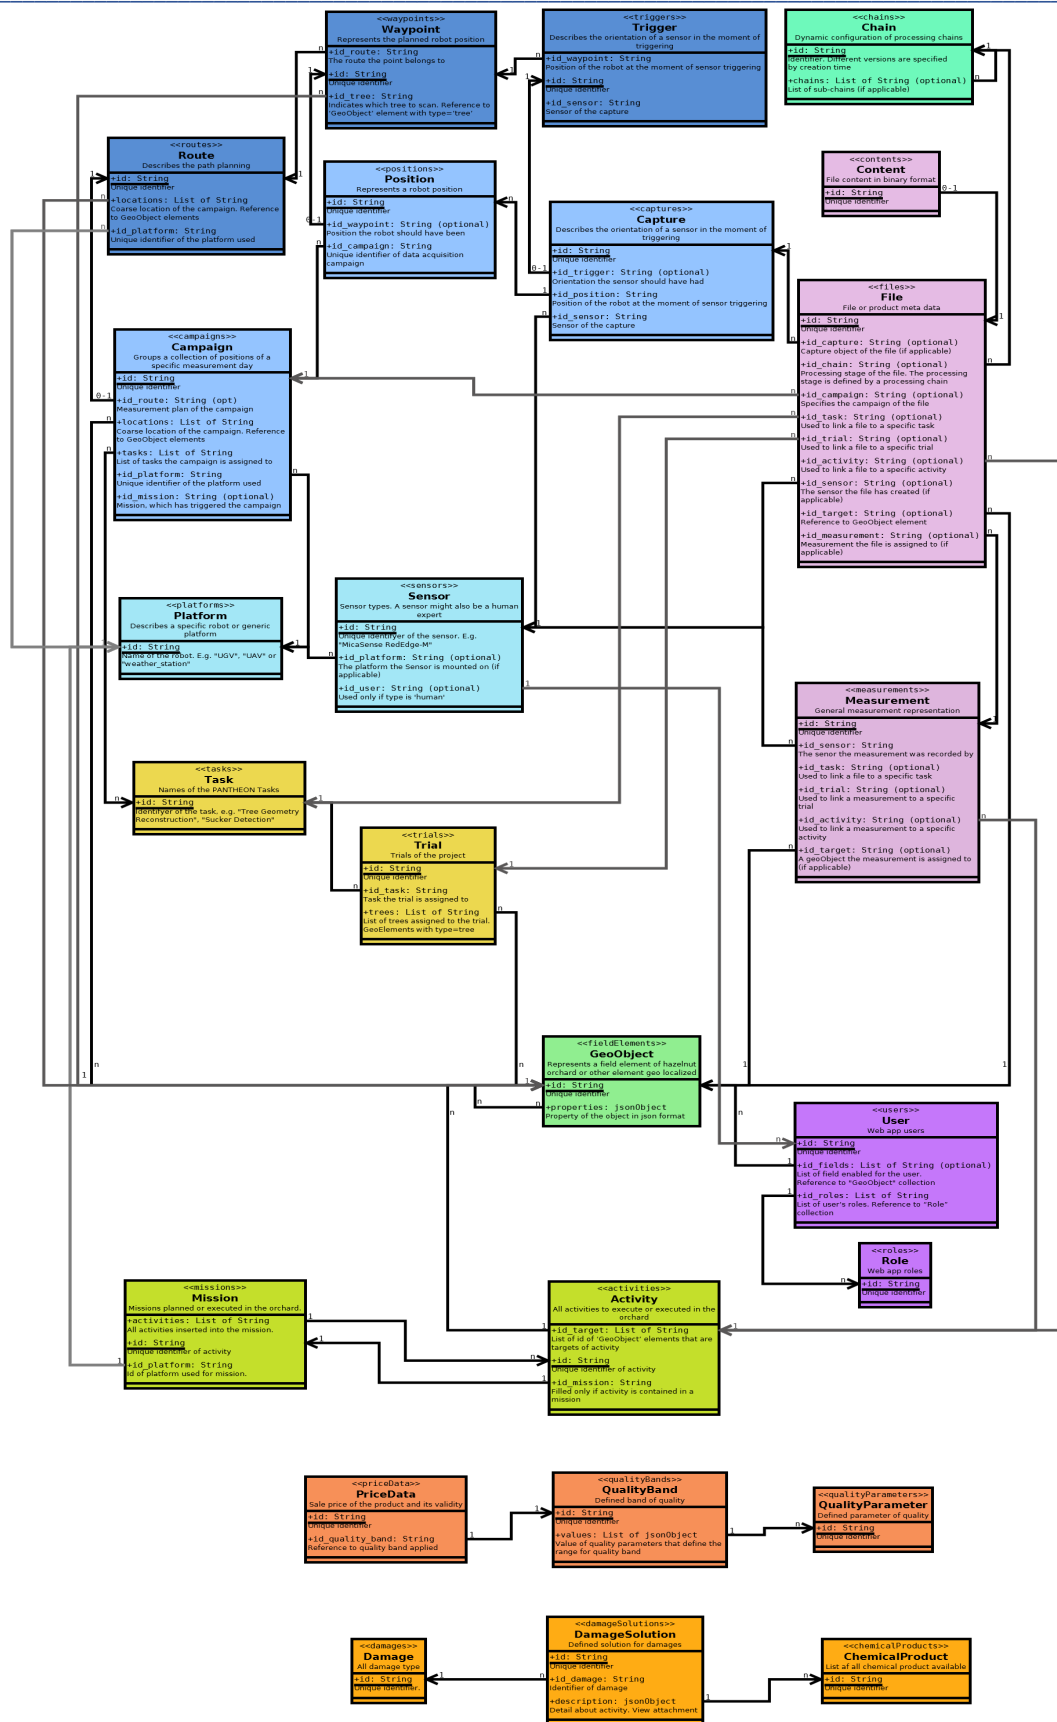 <<waypoints>>
Waypoint
Represents the planned robot position
+id_route: String
The route the point belongs to
+id: String
Unique identifier
+id_tree: String
Indicates which tree to scan. Reference to
'GeoObject' element with type='tree'
<<triggers>>
Trigger
Describes the orientation of a sensor in the moment of
triggering
+id_waypoint: String
Position of the robot at the moment of sensor triggering
+id: String
Unique identifier
+id_sensor: String
Sensor of the capture
<<chains>>
Chain
Dynamic configuration of processing chains
+id: String
Identifier. Different versions are specified
by creation time
+chains: List of String (optional)
List of sub-chains (if applicable)
<<routes>>
Route
Describes the path planning
+id: String
Unique identifier
+locations: List of String
Coarse location of the campaign. Reference
to GeoObject elements
+id_platform: String
Unique identifier of the platform used
<<positions>>
Position
Represents a robot position
+id: String
Unique identifier
+id_waypoint: String (optional)
Position the robot should have been
+id_campaign: String
Unique identifier of data acquisition
campaign
<<captures>>
Capture
Describes the orientation of a sensor in the moment of
triggering
+id: String
Unique identifier
+id_trigger: String (optional)
Orientation the sensor should have had
+id_position: String
Position of the robot at the moment of sensor triggering
+id_sensor: String
Sensor of the capture
<<contents>>
Content
File content in binary format
+id: String
Unique identifier
<<files>>
File
File or product meta data
+id: String
Unique identifier
+id_capture: String (optional)
Capture object of the file (if applicable)
+id_chain: String (optional)
Processing stage of the file. The processing
stage is defined by a processing chain
+id_campaign: String (optional)
Specifies the campaign of the file
+id_task: String (optional)
Used to link a file to a specific task
+id_trial: String (optional)
Used to link a file to a specific trial
+id_activity: String (optional)
Used to link a file to a specific activity
+id_sensor: String (optional)
The sensor the file has created (if
applicable)
+id_target: String (optional)
Reference to GeoObject element
+id_measurement: String (optional)
Measurement the file is assigned to (if
applicable)
<<campaigns>>
Campaign
Groups a collection of positions of a
specific measurement day
+id: String
Unique identifier
+id_route: String (opt)
Measurement plan of the campaign
+locations: List of String
Coarse location of the campaign. Reference
to GeoObject elements
+tasks: List of String
List of tasks the campaign is assigned to
+id_platform: String
Unique identifier of the platform used
+id_mission: String (optional)
Mission, which has triggered the campaign
<<platforms>>
Platform
Describes a specific robot or generic
platform
+id: String
Name of the robot. E.g. "UGV", "UAV" or
"weather_station"
<<sensors>>
Sensor
Sensor types. A sensor might also be a human
expert
+id: String
Unique identifyer of the sensor. E.g.
"MicaSense RedEdge-M"
+id_platform: String (optional)
The platform the Sensor is mounted on (if
applicable)
+id_user: String (optional)
Used only if type is 'human'
<<measurements>>
Measurement
General measurement representation
+id: String
Unique identifier
+id_sensor: String
The senor the measurement was recorded by
+id_task: String (optional)
Used to link a file to a specific task
+id_trial: String (optional)
Used to link a measurement to a specific
trial
+id_activity: String (optional)
Used to link a measurement to a specific
activity
+id_target: String (optional)
A geoObject the measurement is assigned to
(if applicable)
<<tasks>>
Task
Names of the PANTHEON Tasks
+id: String
Identifyer of the task. e.g. "Tree Geometry
Reconstruction", "Sucker Detection"
<<trials>>
Trial
Trials of the project
+id: String
Unique identifier
+id_task: String
Task the trial is assigned to
+trees: List of String
List of trees assigned to the trial.
GeoElements with type=tree
<<fieldElements>>
GeoObject
Represents a field element of hazelnut
orchard or other element geo localized
+id: String
Unique identifier
+properties: jsonObject
Property of the object in json format
<<users>>
User
Web app users
+id: String
Unique identifier
+id_fields: List of String (optional)
List of field enabled for the user.
Reference to "GeoObject" collection
+id_roles: List of String
List of user's roles. Reference to "Role"
collection
<<roles>>
Role
Web app roles
+id: String
Unique identifier
<<missions>>
Mission
Missions planned or executed in the orchard.
+activities: List of String
All activities inserted into the mission.
+id: String
Unique identifier of activity
+id_platform: String
Id of platform used for mission.
<<activities>>
Activity
All activities to execute or executed in the
orchard
+id_target: List of String
List of id of 'GeoObject' elements that are
targets of activity
+id: String
Unique identifier of activity
+id_mission: String
Filled only if activity is contained in a
mission
<<priceData>>
PriceData
Sale price of the product and its validity
+id: String
Unique identifier
+id_quality_band: String
Reference to quality band applied
<<qualityBands>>
QualityBand
Defined band of quality
+id: String
Unique identifier
+values: List of jsonObject
Value of quality parameters that define the
range for quality band
<<qualityParameters>>
QualityParameter
Defined parameter of quality
+id: String
Unique identifier
<<damages>>
Damage
All damage type
+id: String
Unique identifier.
<<damageSolutions>>
DamageSolution
Defined solution for damages
+id: String
Unique identifier
+id_damage: String
Identifier of damage
+description: jsonObject
Detail about activity. View attachment
<<chemicalProducts>>
ChemicalProduct
List af all chemical product available
+id: String
Unique identifier